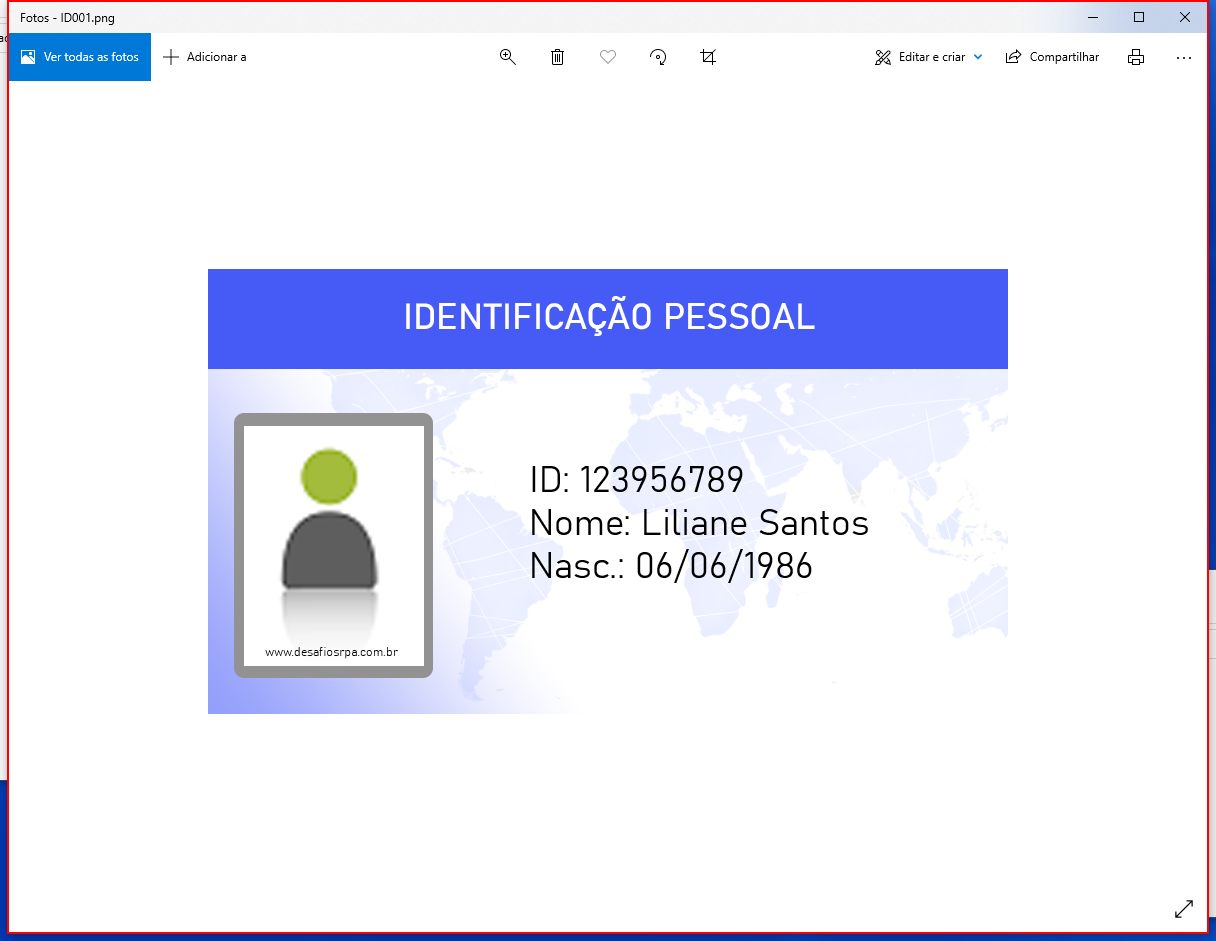 Fotos - ID001.png
Ver todas as fotos
Adicionar a
Editar e criar
Compartilhar
IDENTIFICAÇÃO PESSOAL
ID: 123956789
Nome: Liliane Santos
Nasc.: 06/06/1986
www.desafiosrpa.com.br